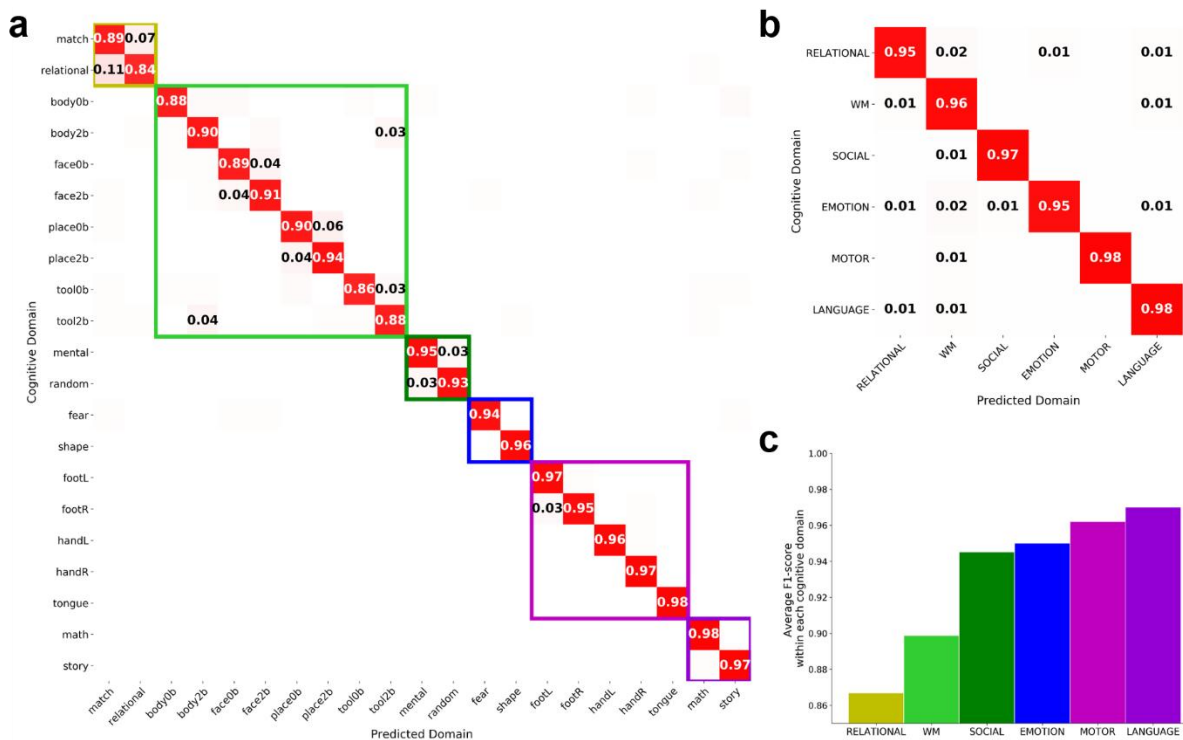 a
match
relational
body0b
body2b
face0b
face2b
place0b
place2b
tool0b
tool2b
mental
random
fear
shape
footL
footR
handL
handR
tongue
math
story
Cognitive Domain
0.89 0.07
0.11 0.84
0.88
0.90 0.03
0.89 0.04
0.04 0.91
0.90 0.06
0.04 0.94
0.86 0.03
0.04 0.88
0.95 0.03
0.03 0.93
0.94
0.96
0.97
0.03 0.95
0.96
0.97
0.98
0.98
0.97
match relational body0b body2b face0b face2b place0b place2b tool0b tool2b mental random fear shape footL footR handL handR tongue math story
Predicted Domain
b
Cognitive Domain
RELATIONAL 0.95 0.02 0.01 0.01
WM 0.01 0.96 0.01
SOCIAL 0.01 0.97
EMOTION 0.01 0.02 0.01 0.95 0.01
MOTOR 0.01 0.98
LANGUAGE 0.01 0.01 0.98
RELATIONAL WM SOCIAL EMOTION MOTOR LANGUAGE
Predicted Domain
c
Average F1-score
within each cognitive domain
1.00
0.98
0.96
0.94
0.92
0.90
0.88
0.86
RELATIONAL WM SOCIAL EMOTION MOTOR LANGUAGE